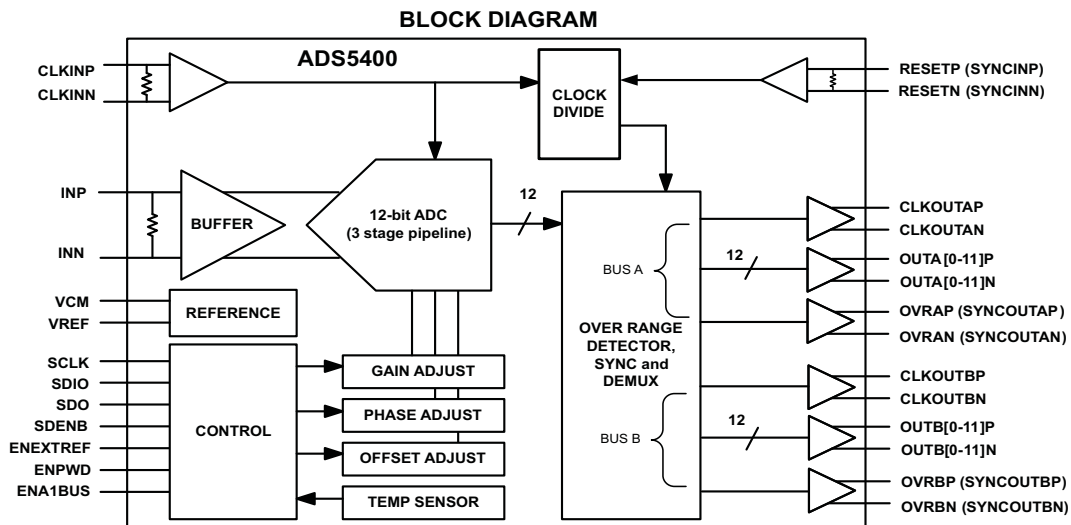 BLOCK DIAGRAM
ADS5400
CLKINP
CLKINN
CLOCK
DIVIDE
RESETP (SYNCINP)
RESETN (SYNCINN)
INP
INN
BUFFER
12-bit ADC
(3 stage pipeline)
12
VCM
VREF
REFERENCE
SCLK
SDIO
SDO
SDENB
ENEXTREF
ENPWD
ENA1BUS
CONTROL
GAIN ADJUST
PHASE ADJUST
OFFSET ADJUST
TEMP SENSOR
BUS A
OVER RANGE
DETECTOR,
SYNC and
DEMUX
BUS B
12
12
CLKOUTAP
CLKOUTAN
OUTA[0-11]P
OUTA[0-11]N
OVRAP (SYNCOUTAP)
OVRAN (SYNCOUTAN)
CLKOUTBP
CLKOUTBN
OUTB[0-11]P
OUTB[0-11]N
OVRBP (SYNCOUTBP)
OVRBN (SYNCOUTBN)